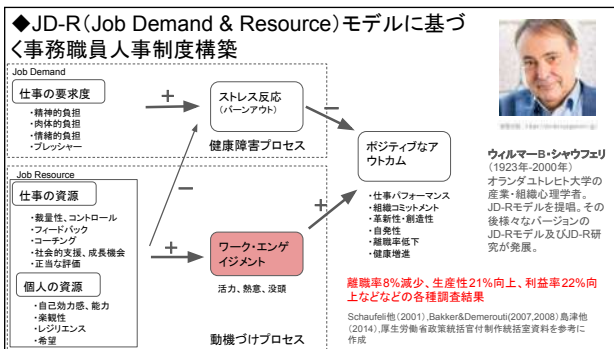 ◆JD-R(Job Demand & Resource)モデルに基づ
く事務職員人事制度構築
Job Demand
仕事の要求度
・精神的負担
・肉体的負担
・情緒的負担
・プレッシャー
+
ストレス反応
(バーンアウト)
健康障害プロセス
−
−
Job Resource
仕事の資源
・裁量性、コントロール
・フィードバック
・コーチング
・社会的支援、成長機会
・正当な評価
個人の資源
・自己効力感、能力
・楽観性
・レジリエンス
・希望
+
ワーク・エンゲ
イジメント
活力、熱意、没頭
動機づけプロセス
+
ポジティブなア
ウトカム
・仕事パフォーマンス
・組織コミットメント
・革新性・創造性
・自発性
・離職率低下
・健康増進
ウィルマーB・シャウフェリ
(1923年-2000年)
オランダユトレヒト大学の
産業・組織心理学者。
JD-Rモデルを提唱。その
後様々なバージョンの
JD-Rモデル及びJD-R研
究が発展。
離職率8%減少、生産性21%向上、利益率22%向
上などなどの各種調査結果
Schaufeli他(2001),Bakker&Demerouti(2007,2008)島津他
(2014),厚生労働省政策統括官付制作統括室資料を参考に
作成